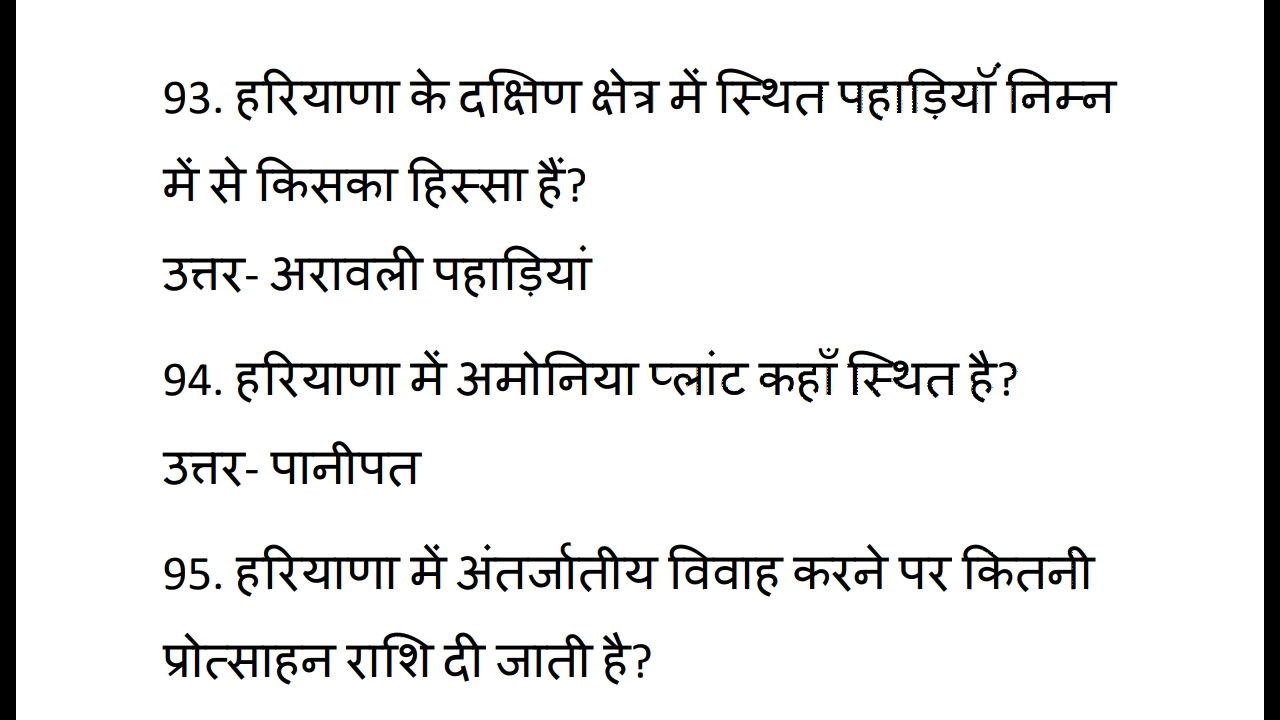 93. हरियाणा के दक्षिण क्षेत्र में स्थित पहाड़ियाॅं निम्न
में से किसका हिस्सा हैं?
उत्तर- अरावली पहाड़ियां
94. हरियाणा में अमोनिया प्लांट कहाँ स्थित है?
उत्तर- पानीपत
95. हरियाणा में अंतर्जातीय विवाह करने पर कितनी
प्रोत्साहन राशि दी जाती है?